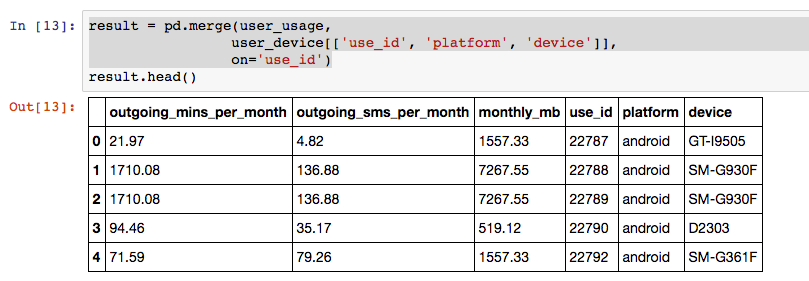 In [13]: result = pd.merge(user_usage,
user_device[['use_id', 'platform', 'device']],
on='use_id')
result.head()
Out[13]:
outgoing_mins_per_month outgoing_sms_per_month monthly_mb use_id platform device
0 21.97 4.82 1557.33 22787 android GT-I9505
1 1710.08 136.88 7267.55 22788 android SM-G930F
2 1710.08 136.88 7267.55 22789 android SM-G930F
3 94.46 35.17 519.12 22790 android D2303
4 71.59 79.26 1557.33 22792 android SM-G361F